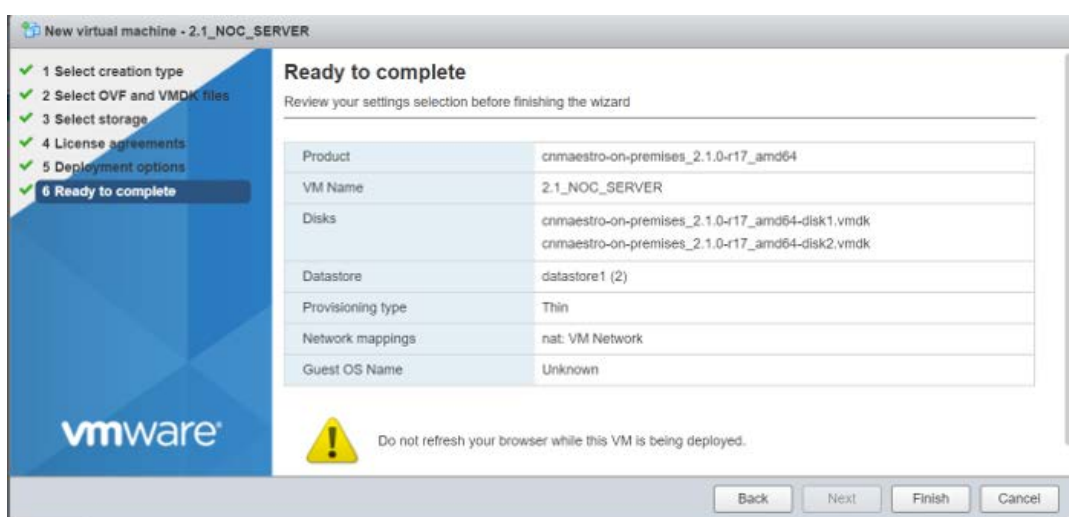 New virtual machine - 2.1_NOC_SERVER
1 Select creation type
2 Select OVF and VMDK files
3 Select storage
4 License agreements
5 Deployment options
6 Ready to complete
vmware
Ready to complete
Review your settings selection before finishing the wizard
Product cnmaestro-on-premises_2.1.0-r17_amd64
VM Name 2.1_NOC_SERVER
Disks cnmaestro-on-premises_2.1.0-r17_amd64-disk1.vmdk
cnmaestro-on-premises_2.1.0-r17_amd64-disk2.vmdk
Datastore datastore1 (2)
Provisioning type Thin
Network mappings nat: VM Network
Guest OS Name Unknown
Do not refresh your browser while this VM is being deployed.
Back Next Finish Cancel